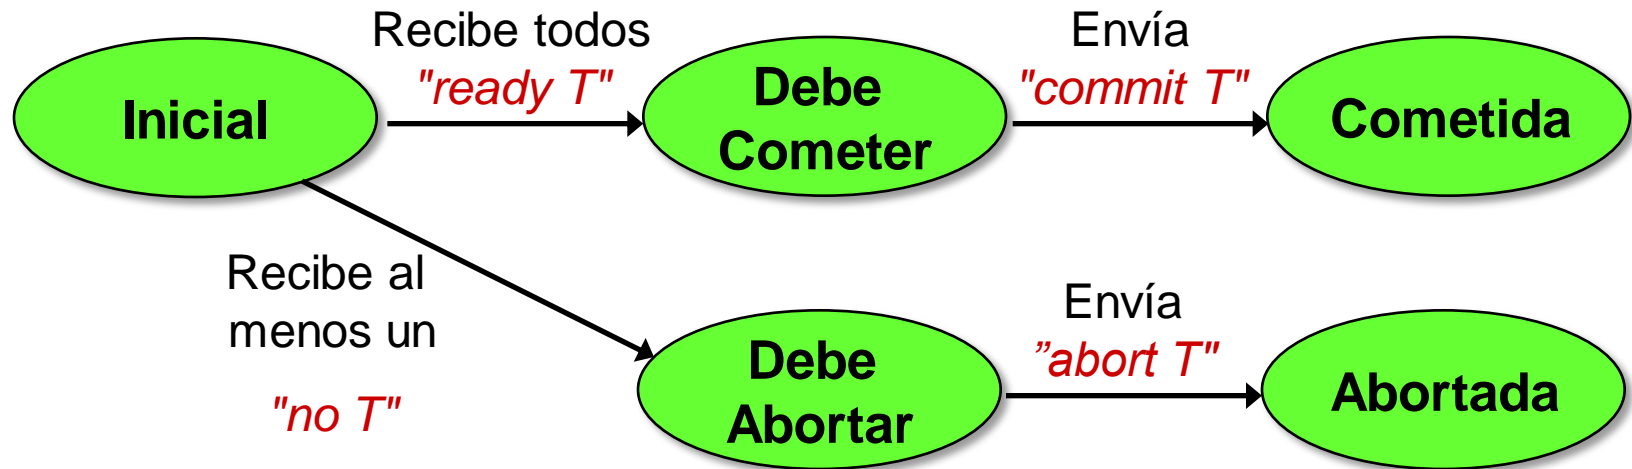 Recibe todos
"ready T"
Envía
"commit T"
Inicial
Debe
Cometer
Cometida
Recibe al
menos un
"no T"
Envía
”abort T"
Debe
Abortar
Abortada